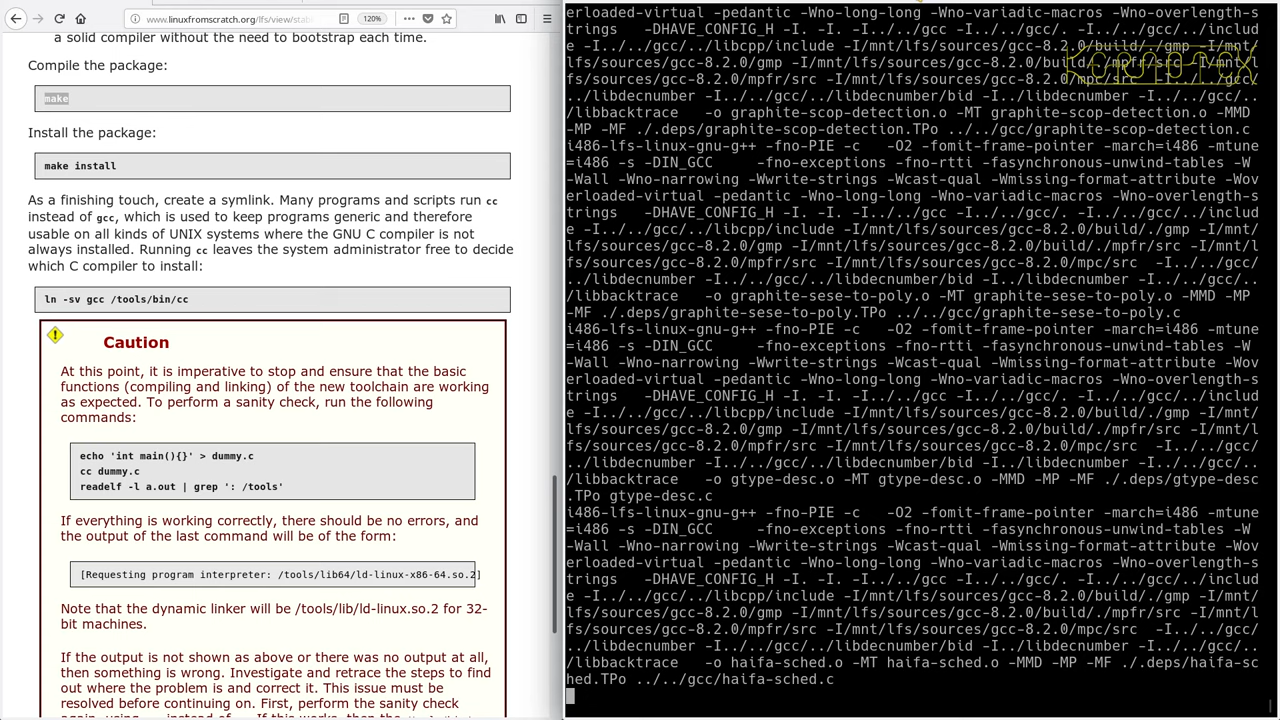 www.linuxfromscratch.org/lfs/view/stab
120%
a solid compiler without the need to bootstrap each time.
Compile the package:
make
Install the package:
make install
As a finishing touch, create a symlink. Many programs and scripts run cc
instead of gcc, which is used to keep programs generic and therefore
usable on all kinds of UNIX systems where the GNU C compiler is not
always installed. Running cc leaves the system administrator free to decide
which C compiler to install:
ln -sv gcc /tools/bin/cc
Caution
At this point, it is imperative to stop and ensure that the basic
functions (compiling and linking) of the new toolchain are working
as expected. To perform a sanity check, run the following
commands:
echo 'int main(){}' > dummy.c
cc dummy.c
readelf -l a.out | grep ': /tools'
If everything is working correctly, there should be no errors, and
the output of the last command will be of the form:
[Requesting program interpreter: /tools/lib64/ld-linux-x86-64.so.2]
Note that the dynamic linker will be /tools/lib/ld-linux.so.2 for 32-
bit machines.
If the output is not shown as above or there was no output at all,
then something is wrong. Investigate and retrace the steps to find
out where the problem is and correct it. This issue must be
resolved before continuing on. First, perform the sanity check
erloaded-virtual -pedantic -Wno-long-long -Wno-variadic-macros -Wno-overlength-s
trings   -DHAVE_CONFIG_H -I. -I. -I../../gcc -I../../gcc/. -I../../gcc/../includ
e -I../../gcc/../libcpp/include -I/mnt/lfs/sources/gcc-8.2.0/build/./gmp -I/mnt/
lfs/sources/gcc-8.2.0/gmp -I/mnt/lfs/sources/gcc-8.2.0/build/./mpfr/src -I/mnt/l
fs/sources/gcc-8.2.0/mpfr/src -I/mnt/lfs/sources/gcc-8.2.0/mpc/src  -I../../gcc/
../libdecnumber -I../../gcc/../libdecnumber/bid -I../libdecnumber -I../../gcc/..
/libbacktrace   -o graphite-scop-detection.o -MT graphite-scop-detection.o -MMD
-MP -MF ./.deps/graphite-scop-detection.TPo ../../gcc/graphite-scop-detection.c
i486-lfs-linux-gnu-g++ -fno-PIE -c   -O2 -fomit-frame-pointer -march=i486 -mtune
=i486 -s -DIN_GCC     -fno-exceptions -fno-rtti -fasynchronous-unwind-tables -W
-Wall -Wno-narrowing -Wwrite-strings -Wcast-qual -Wmissing-format-attribute -Wov
erloaded-virtual -pedantic -Wno-long-long -Wno-variadic-macros -Wno-overlength-s
trings   -DHAVE_CONFIG_H -I. -I. -I../../gcc -I../../gcc/. -I../../gcc/../includ
e -I../../gcc/../libcpp/include -I/mnt/lfs/sources/gcc-8.2.0/build/./gmp -I/mnt/
lfs/sources/gcc-8.2.0/gmp -I/mnt/lfs/sources/gcc-8.2.0/build/./mpfr/src -I/mnt/l
fs/sources/gcc-8.2.0/mpfr/src -I/mnt/lfs/sources/gcc-8.2.0/mpc/src  -I../../gcc/
../libdecnumber -I../../gcc/../libdecnumber/bid -I../libdecnumber -I../../gcc/..
/libbacktrace   -o graphite-sese-to-poly.o -MT graphite-sese-to-poly.o -MMD -MP
-MF ./.deps/graphite-sese-to-poly.TPo ../../gcc/graphite-sese-to-poly.c
i486-lfs-linux-gnu-g++ -fno-PIE -c   -O2 -fomit-frame-pointer -march=i486 -mtune
=i486 -s -DIN_GCC     -fno-exceptions -fno-rtti -fasynchronous-unwind-tables -W
-Wall -Wno-narrowing -Wwrite-strings -Wcast-qual -Wmissing-format-attribute -Wov
erloaded-virtual -pedantic -Wno-long-long -Wno-variadic-macros -Wno-overlength-s
trings   -DHAVE_CONFIG_H -I. -I. -I../../gcc -I../../gcc/. -I../../gcc/../includ
e -I../../gcc/../libcpp/include -I/mnt/lfs/sources/gcc-8.2.0/build/./gmp -I/mnt/
lfs/sources/gcc-8.2.0/gmp -I/mnt/lfs/sources/gcc-8.2.0/build/./mpfr/src -I/mnt/l
fs/sources/gcc-8.2.0/mpfr/src -I/mnt/lfs/sources/gcc-8.2.0/mpc/src  -I../../gcc/
../libdecnumber -I../../gcc/../libdecnumber/bid -I../libdecnumber -I../../gcc/..
/libbacktrace   -o gtype-desc.o -MT gtype-desc.o -MMD -MP -MF ./.deps/gtype-desc
.TPo gtype-desc.c
i486-lfs-linux-gnu-g++ -fno-PIE -c   -O2 -fomit-frame-pointer -march=i486 -mtune
=i486 -s -DIN_GCC     -fno-exceptions -fno-rtti -fasynchronous-unwind-tables -W
-Wall -Wno-narrowing -Wwrite-strings -Wcast-qual -Wmissing-format-attribute -Wov
erloaded-virtual -pedantic -Wno-long-long -Wno-variadic-macros -Wno-overlength-s
trings   -DHAVE_CONFIG_H -I. -I. -I../../gcc -I../../gcc/. -I../../gcc/../includ
e -I../../gcc/../libcpp/include -I/mnt/lfs/sources/gcc-8.2.0/build/./gmp -I/mnt/
lfs/sources/gcc-8.2.0/gmp -I/mnt/lfs/sources/gcc-8.2.0/build/./mpfr/src -I/mnt/l
fs/sources/gcc-8.2.0/mpfr/src -I/mnt/lfs/sources/gcc-8.2.0/mpc/src  -I../../gcc/
../libdecnumber -I../../gcc/../libdecnumber/bid -I../libdecnumber -I../../gcc/..
/libbacktrace   -o haifa-sched.o -MT haifa-sched.o -MMD -MP -MF ./.deps/haifa-sc
hed.TPo ../../gcc/haifa-sched.c